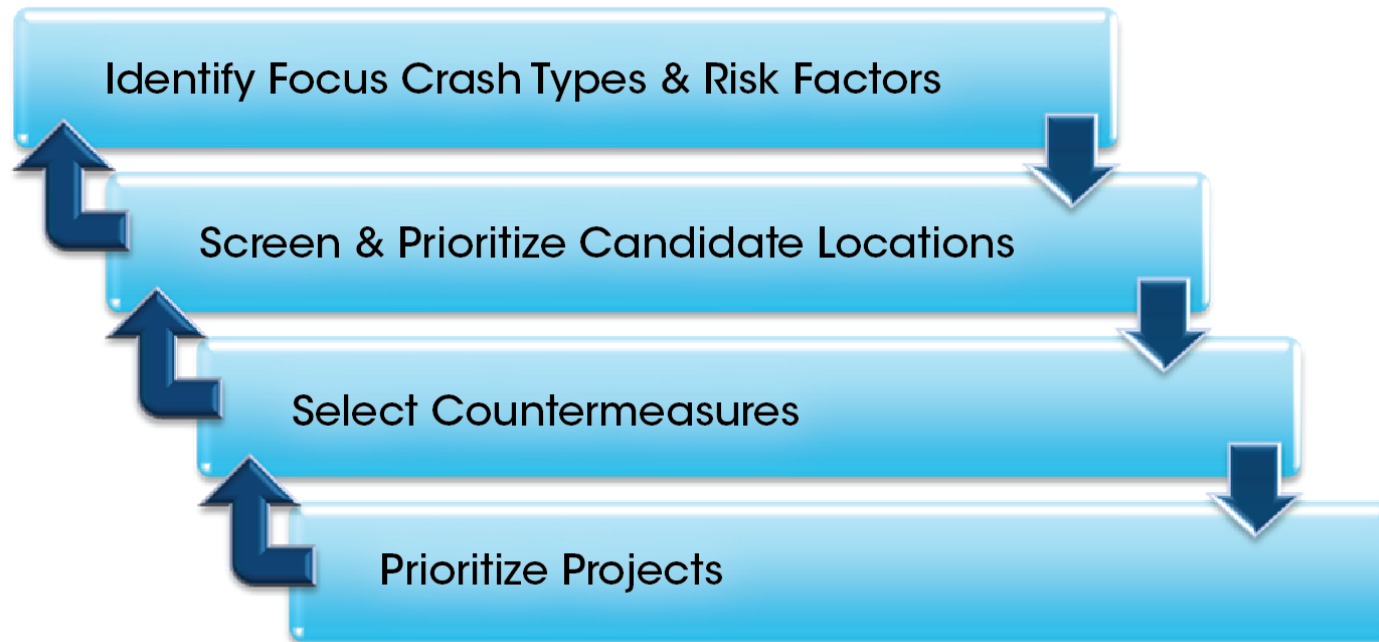 Identify Focus Crash Types & Risk Factors
Screen & Prioritize Candidate Locations
Select Countermeasures
Prioritize Projects